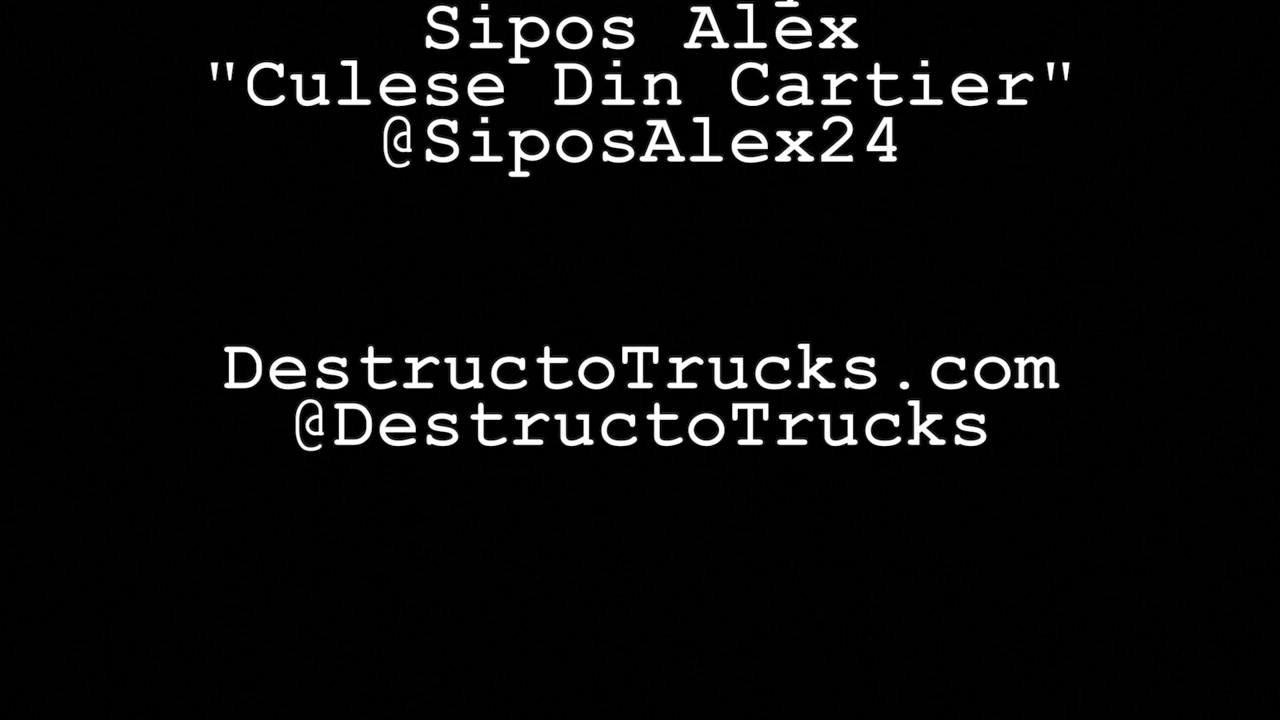 Sipos Alex
"Culese Din Cartier"
@SiposAlex24
DestructoTrucks.com
@DestructoTrucks